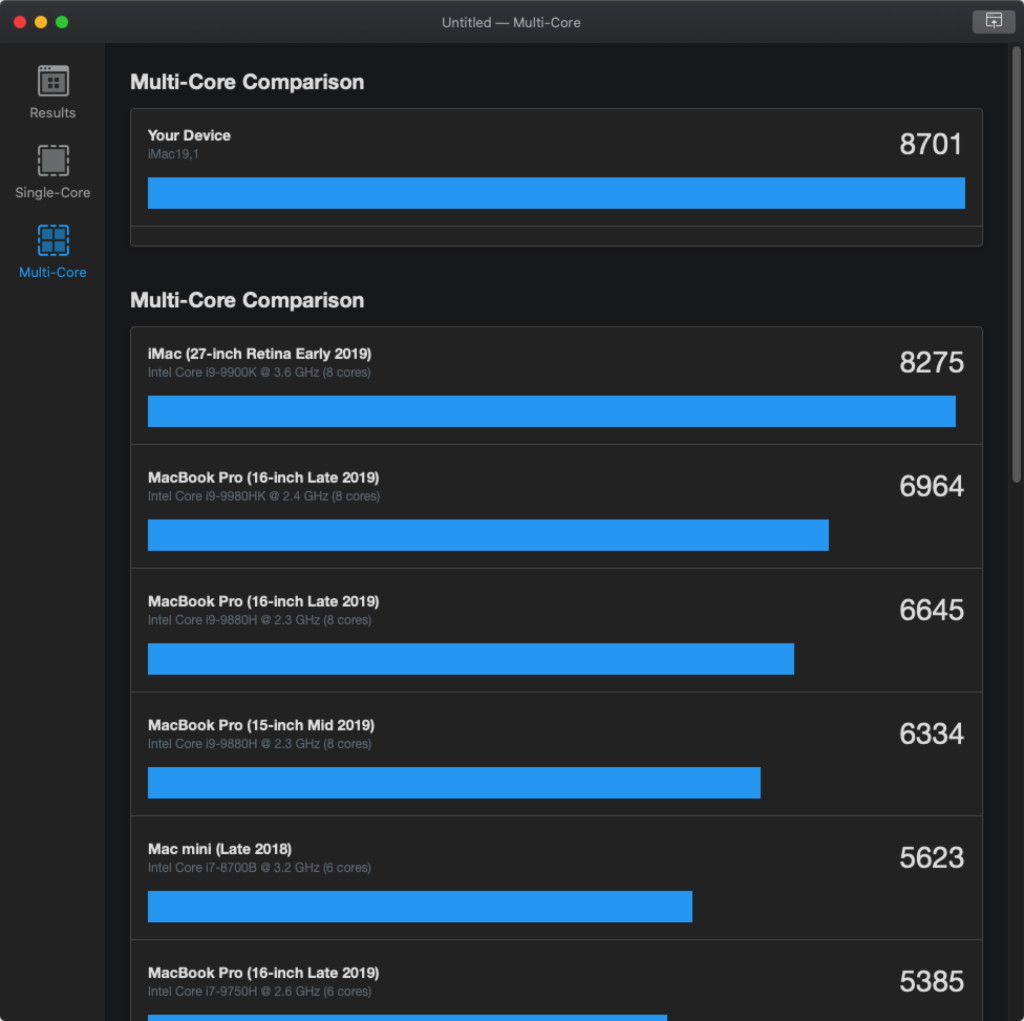 Untitled — Multi-Core
Results
Single-Core
Multi-Core
Multi-Core Comparison
Your Device
iMac19,1
8701
Multi-Core Comparison
iMac (27-inch Retina Early 2019)
Intel Core i9-9900K @ 3.6 GHz (8 cores)
8275
MacBook Pro (16-inch Late 2019)
Intel Core i9-9980HK @ 2.4 GHz (8 cores)
6964
MacBook Pro (16-inch Late 2019)
Intel Core i9-9880H @ 2.3 GHz (8 cores)
6645
MacBook Pro (15-inch Mid 2019)
Intel Core i9-9880H @ 2.3 GHz (8 cores)
6334
Mac mini (Late 2018)
Intel Core i7-8700B @ 3.2 GHz (6 cores)
5623
MacBook Pro (16-inch Late 2019)
Intel Core i7-9750H @ 2.6 GHz (6 cores)
5385